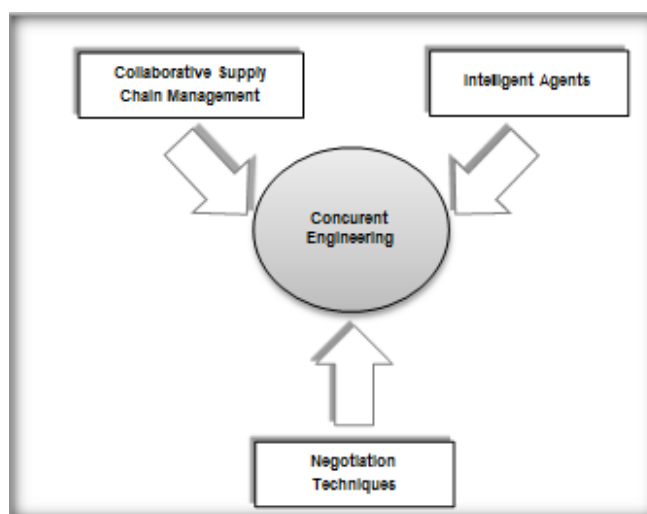 Collaborative Supply
Chain Management
Intelligent Agents
Concurent
Engineering
Negotiation
Techniques